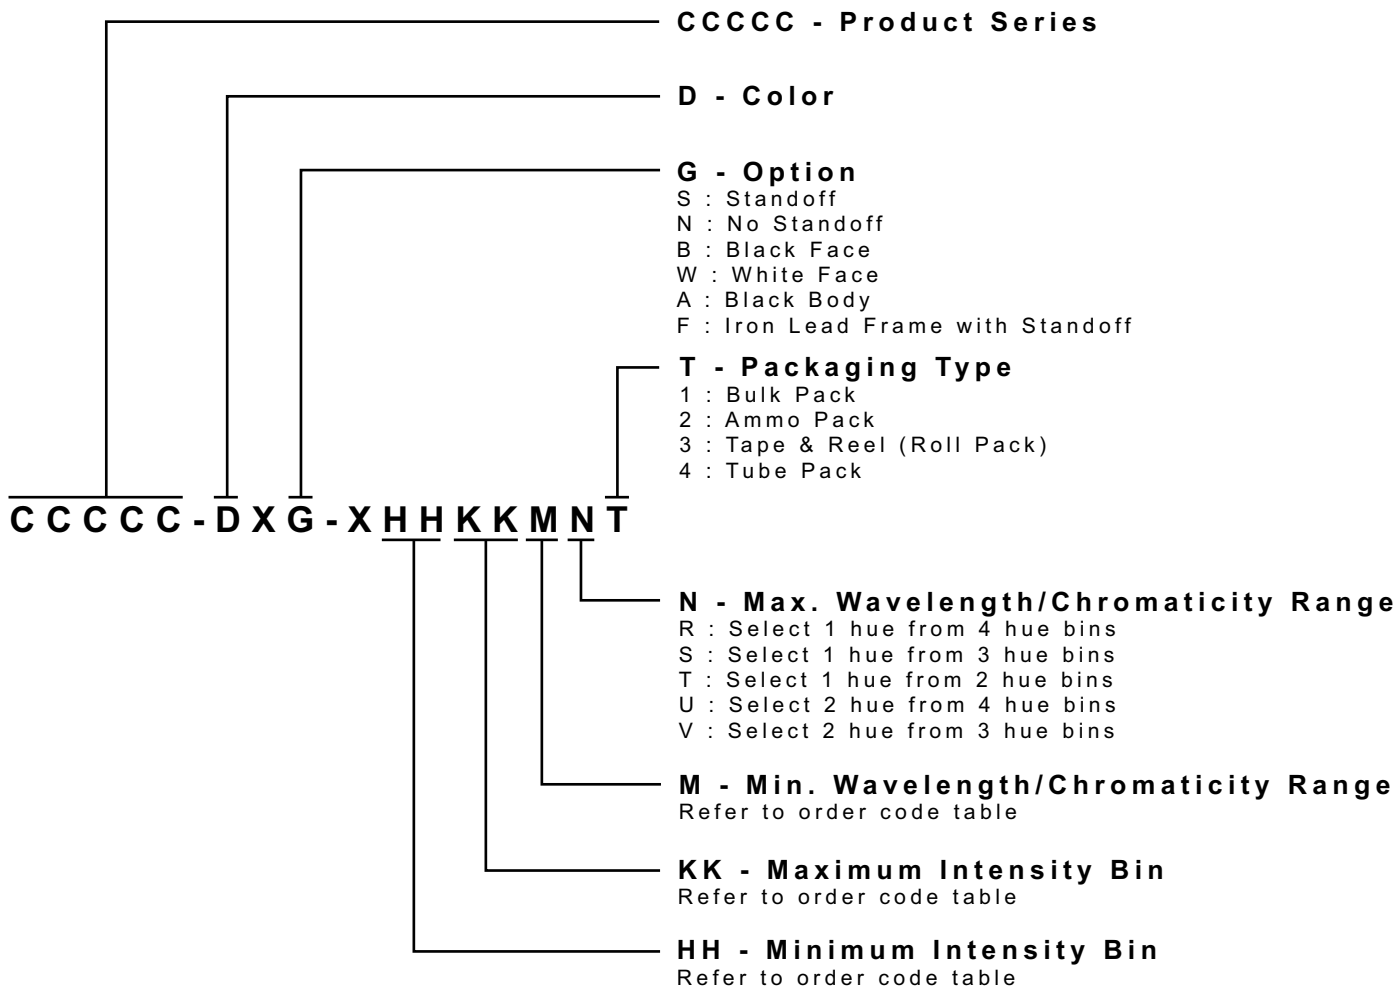 CCCCC - Product Series
D - Color
G - Option
S : Standoff
N : No Standoff
B : Black Face
W : White Face
A : Black Body
F : Iron Lead Frame with Standoff
T - Packaging Type
1 : Bulk Pack
2 : Ammo Pack
3 : Tape & Reel (Roll Pack)
4 : Tube Pack
CCCCC-DXG-XHHKKMNT
N - Max. Wavelength/Chromaticity Range
R : Select 1 hue from 4 hue bins
S : Select 1 hue from 3 hue bins
T : Select 1 hue from 2 hue bins
U : Select 2 hue from 4 hue bins
V : Select 2 hue from 3 hue bins
M - Min. Wavelength/Chromaticity Range
Refer to order code table
KK - Maximum Intensity Bin
Refer to order code table
HH - Minimum Intensity Bin
Refer to order code table